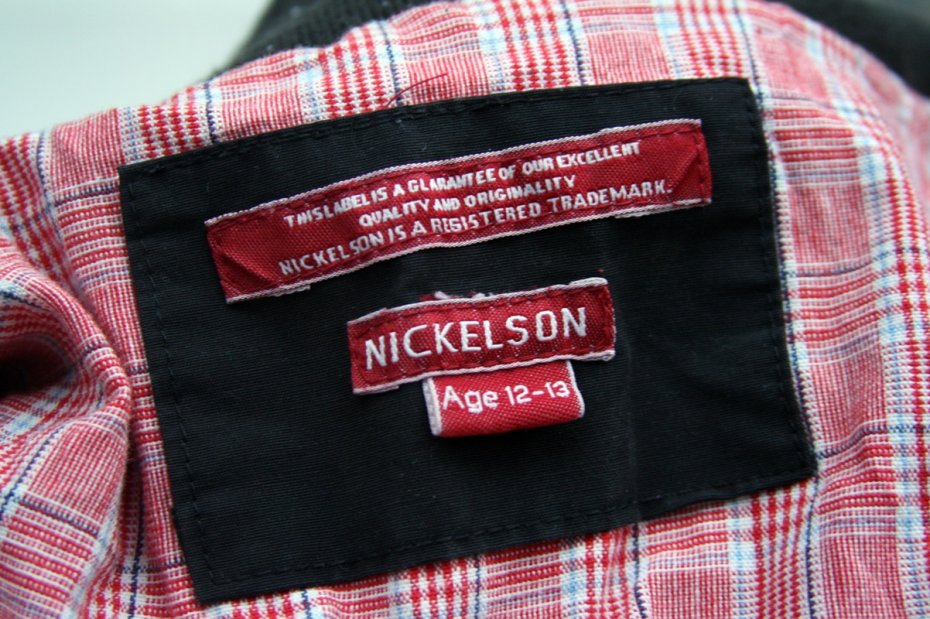 THIS LABEL IS A GUARANTEE OF OUR EXCELLENT
QUALITY AND ORIGINALITY
NICKELSON IS A REGISTERED TRADEMARK.
NICKELSON
Age 12-13